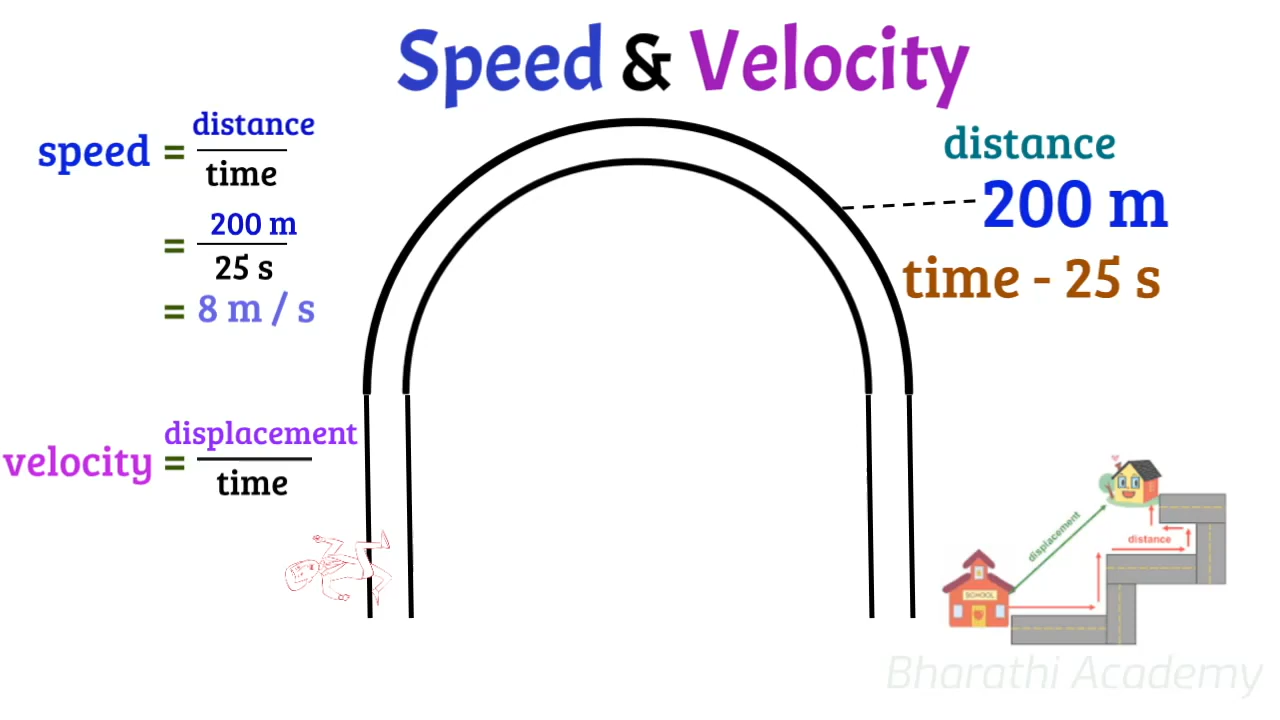 Speed & Velocity
speed = distance
time
= 200 m
25 s
= 8 m / s
velocity = displacement
time
distance
200 m
time - 25 s
displacement
distance
SCHOOL
Bharathi Academy